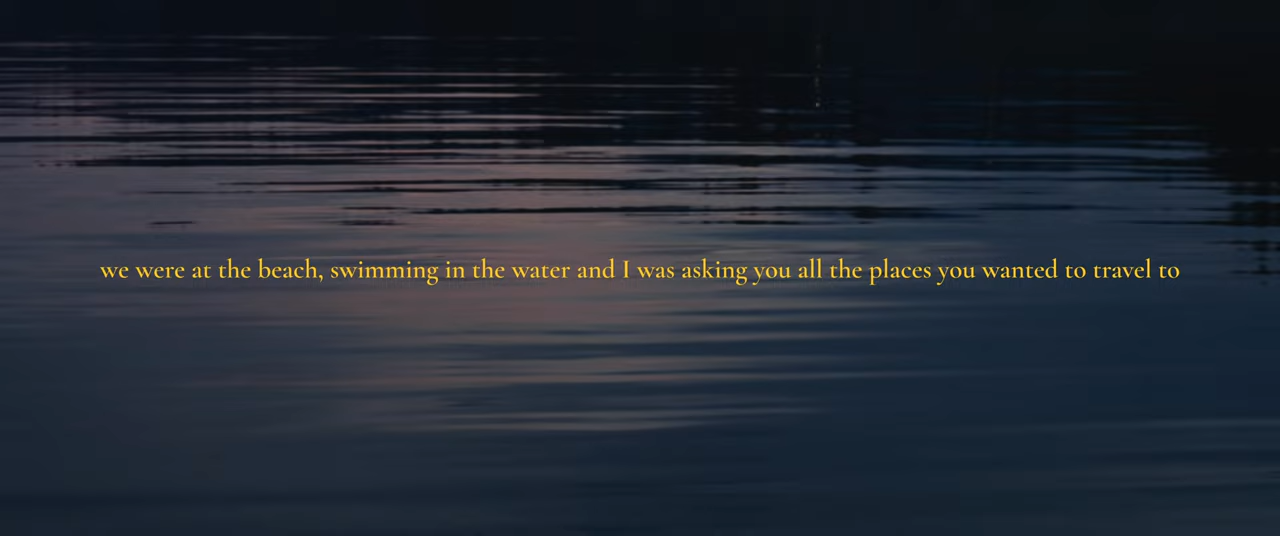 we were at the beach, swimming in the water and I was asking you all the places you wanted to travel to